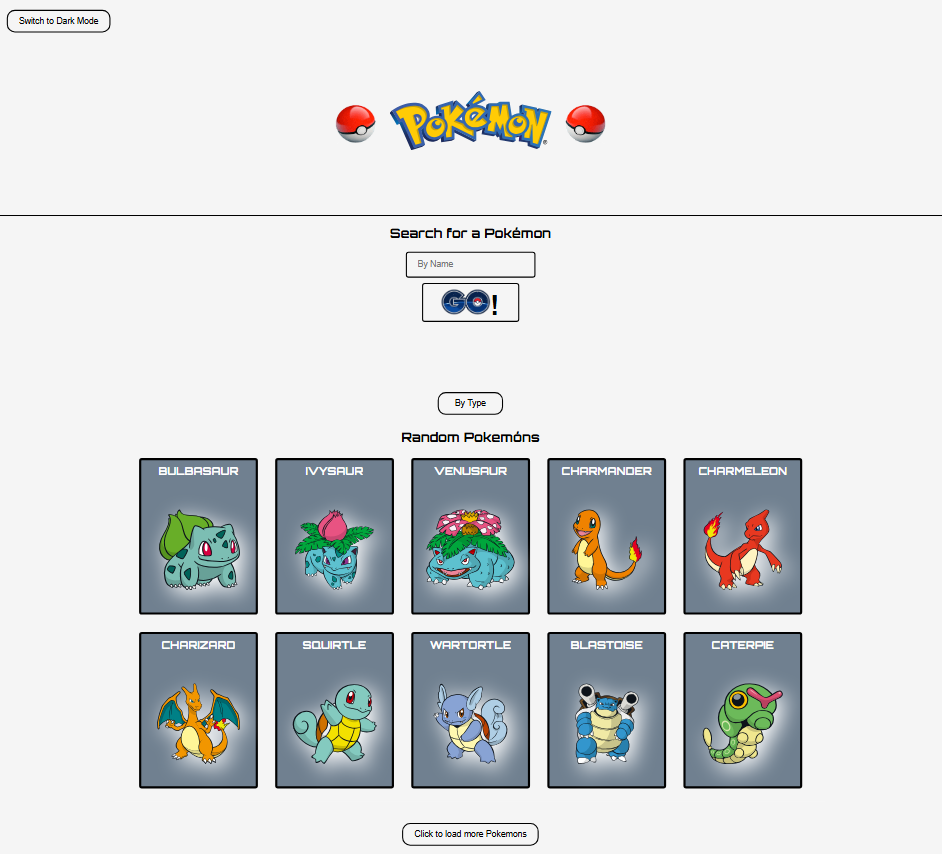 Switch to Dark Mode
POKéMON®
Search for a Pokémon
By Name
GO!
By Type
Random Pokemóns
BULBASAUR IVYSAUR VENUSAUR CHARMANDER CHARMELEON
CHARIZARD SQUIRTLE WARTORTLE BLASTOISE CATERPIE
Click to load more Pokemons